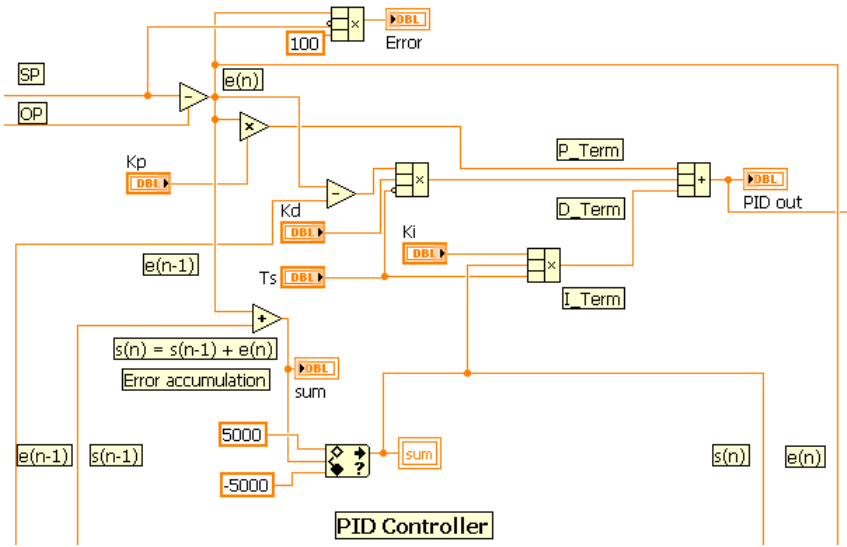 DBL
100
Error
SP
e(n)
OP
P_Term
Kp
DBL
DBL
PID out
Kd
DBL
D_Term
Ki
DBL
e(n-1)
Ts
DBL
I_Term
s(n) = s(n-1) + e(n)
DBL
Error accumulation
sum
5000
e(n-1)
s(n-1)
sum
s(n)
e(n)
-5000
PID Controller